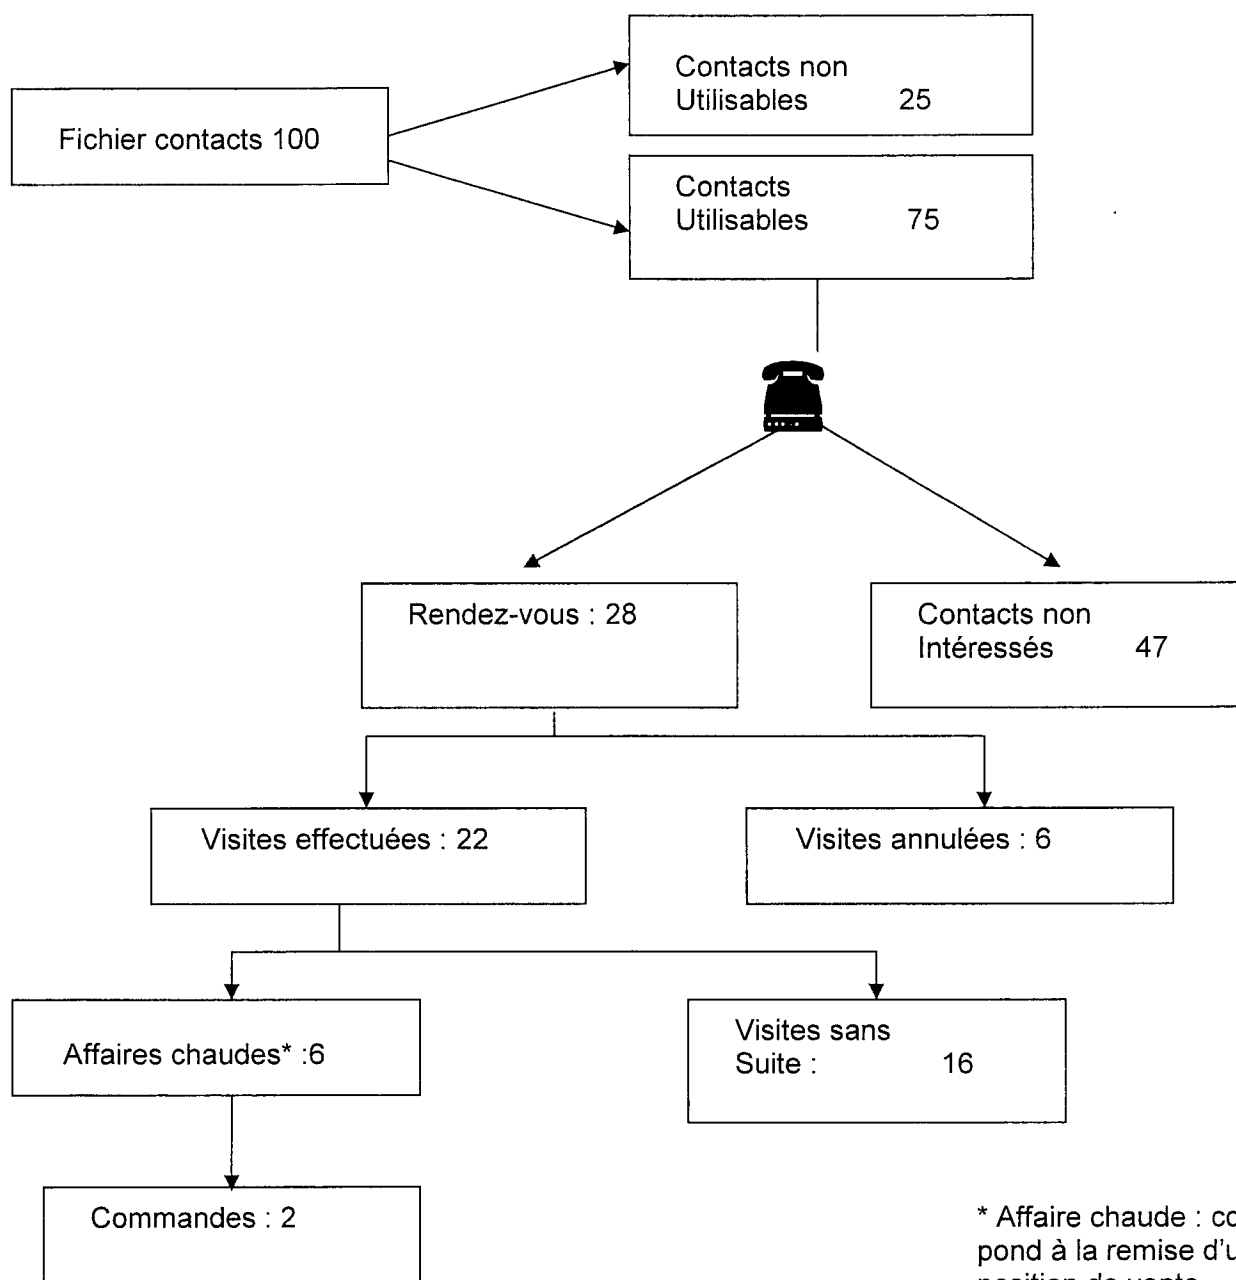 Contacts non
Utilisables 25
Fichier contacts 100
Contacts
Utilisables 75
Rendez-vous : 28
Contacts non
Intéressés 47
Visites effectuées : 22
Visites annulées : 6
Affaires chaudes* :6
Visites sans
Suite : 16
Commandes : 2
* Affaire chaude :
pond à la remise